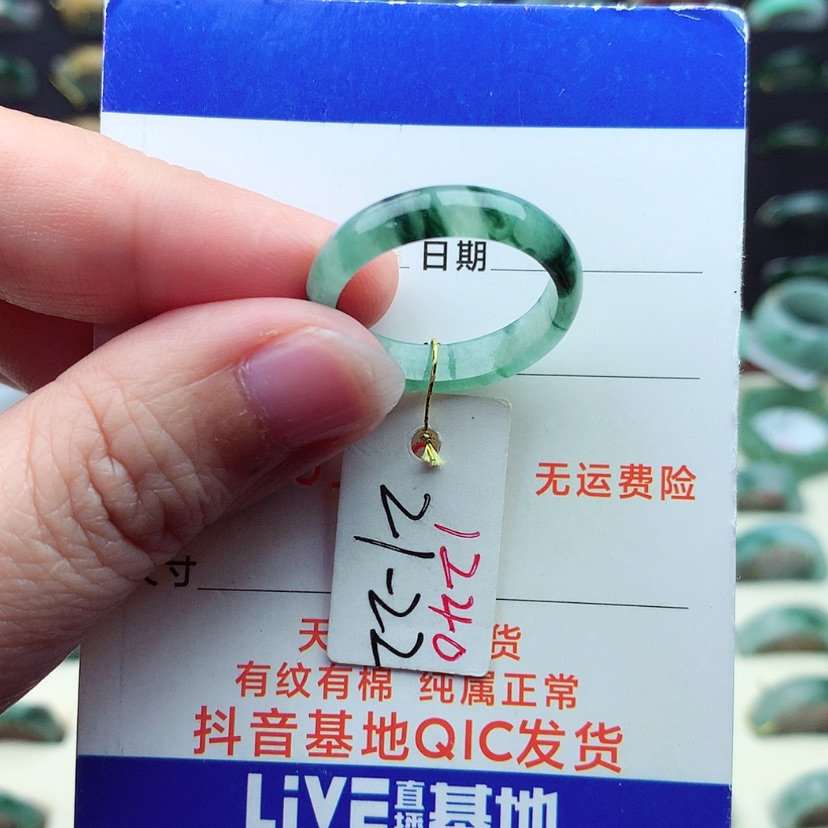 日期
无运费险
1240
21-22
寸
天 货
有纹有棉 纯属正常
抖音基地QIC发货
LiVE直播基地